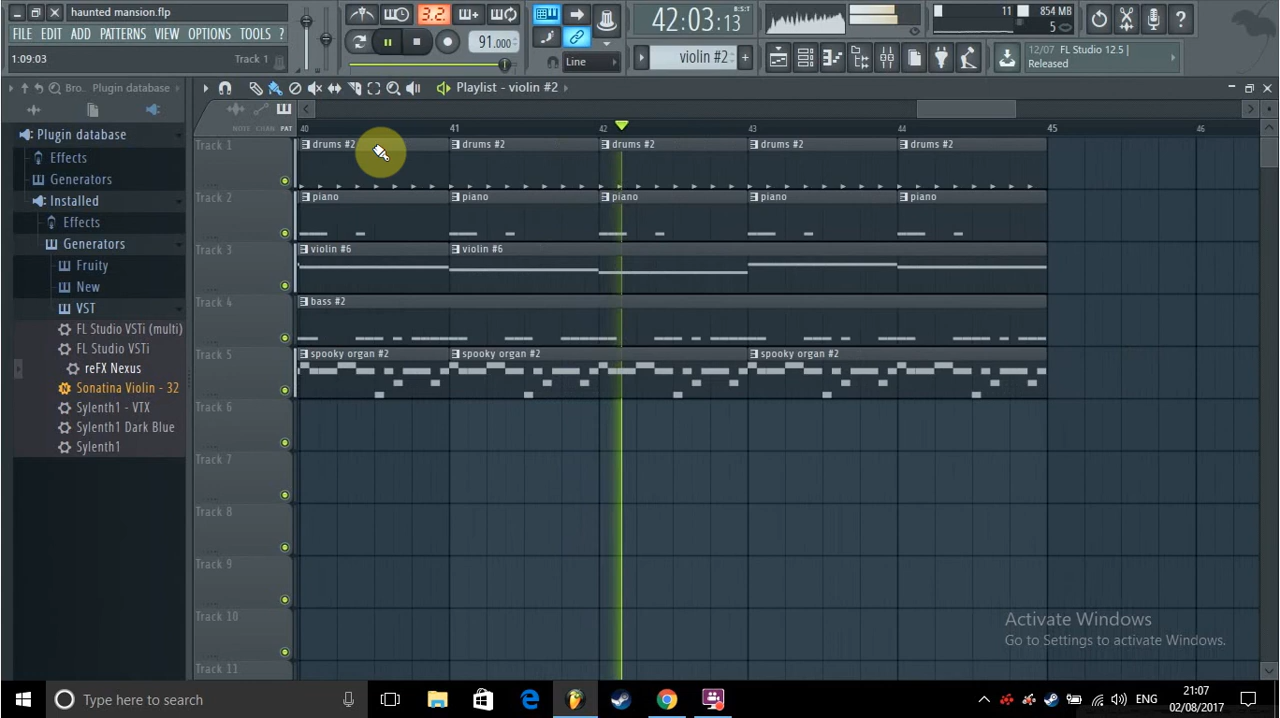 haunted mansion.flp
FILE EDIT ADD PATTERNS VIEW OPTIONS TOOLS ?
1:09:03 Track 1
3.2.
91.000
Line
42:03:13 B:S:T
violin #2 +
11 854 MB
5
12/07 FL Studio 12.5 |
Released
Bro.. Plugin database
Playlist - violin #2
Plugin database
Effects
Generators
Installed
Effects
Generators
Fruity
New
VST
FL Studio VSTi (multi)
FL Studio VSTi
reFX Nexus
Sonatina Violin - 32
Sylenth1 - VTX
Sylenth1 Dark Blue
Sylenth1
NOTE CHAN PAT
40 41 42 43 44 45 46
Track 1 drums #2 drums #2 drums #2 drums #2 drums #2
Track 2 piano piano piano piano piano
Track 3 violin #6 violin #6
Track 4 bass #2
Track 5 spooky organ #2 spooky organ #2 spooky organ #2
Track 6
Track 7
Track 8
Track 9
Track 10
Track 11
Activate Windows
Go to Settings to activate Windows.
Type here to search
ENG
21:07
02/08/2017